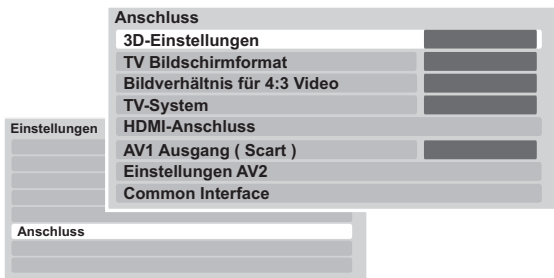 Anschluss
3D-Einstellungen
TV Bildschirmformat
Bildverhältnis für 4:3 Video
TV-System
HDMI-Anschluss
AV1 Ausgang ( Scart )
Einstellungen AV2
Common Interface
Einstellungen
Anschluss